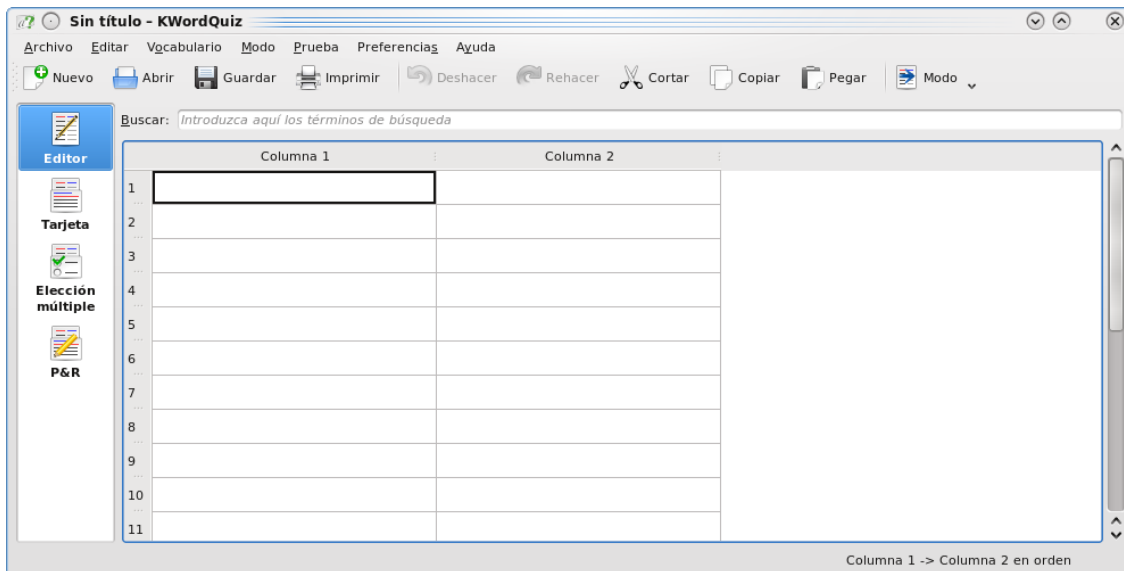 Sin título - KWordQuiz
Archivo Editar Vocabulario Modo Prueba Preferencias Ayuda
Nuevo Abrir Guardar Imprimir Deshacer Rehacer Cortar Copiar Pegar Modo
Buscar: Introduzca aquí los términos de búsqueda
Editor
Tarjeta
Elección
múltiple
P&R
Columna 1 Columna 2
1
2
3
4
5
6
7
8
9
10
11
Columna 1 -> Columna 2 en orden